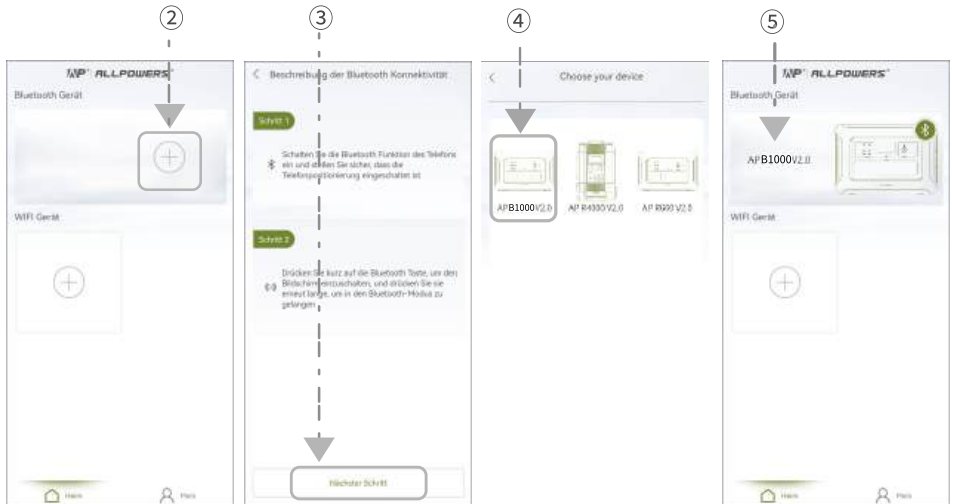 ②
③
④
⑤
ALLPOWERS
Bluetooth Gerät
WIFI Gerät
Beschreibung der Bluetooth Konnektivität
Schritt 1
Schalten Sie die Bluetooth Funktion des Telefons
ein und stellen Sie sicher, dass die
Telefonpositionierung eingeschaltet ist
Schritt 2
Drücken Sie kurz auf die Bluetooth Taste, um den
Bildschirm einzuschalten, und drücken Sie sie
erneut lange, um in den Bluetooth-Modus zu
gelangen
Nächster Schritt
Choose your device
AP B1000 V2.0
AP R4000 V2.0
AP R600 V2.0
ALLPOWERS
Bluetooth Gerät
AP B1000 V2.0
WIFI Gerät